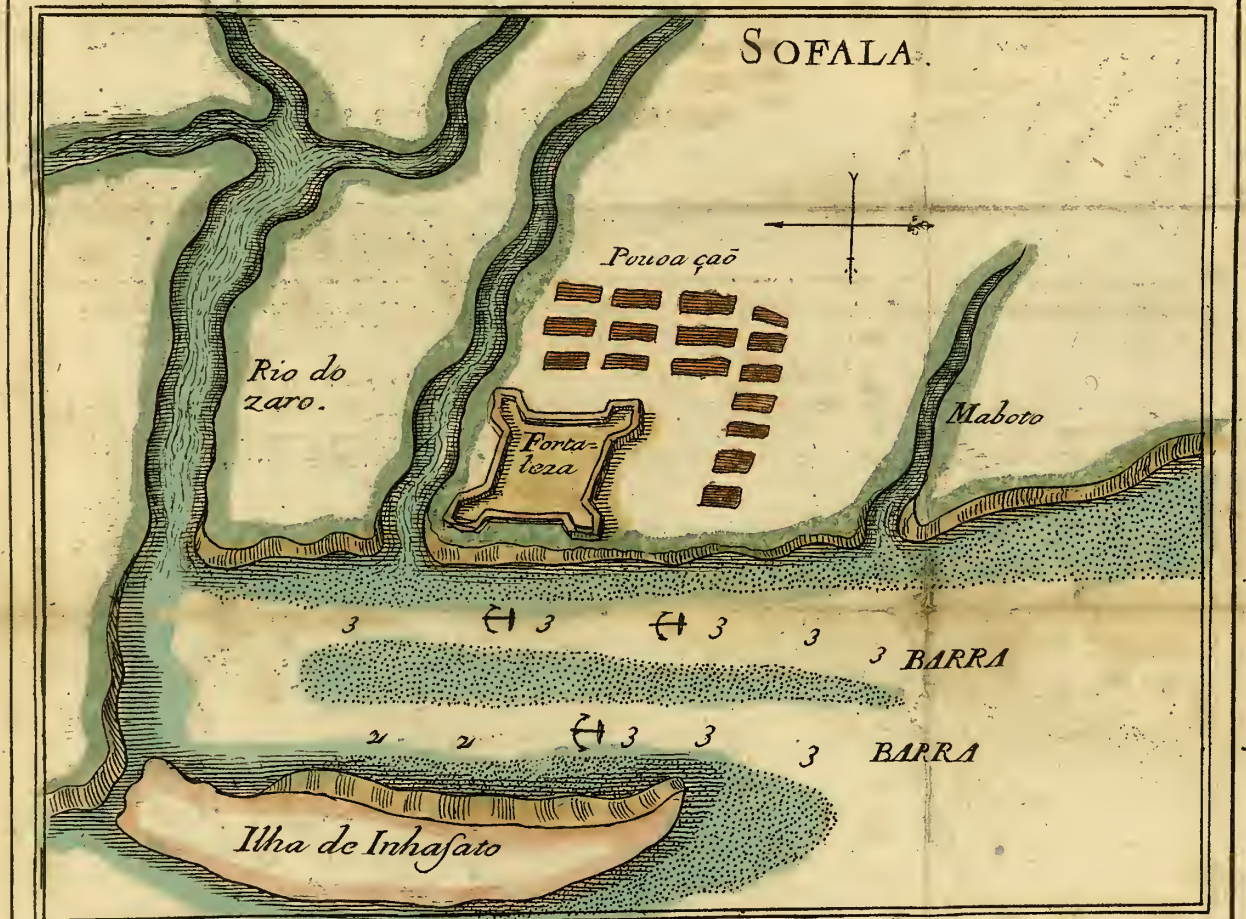 SOFALA.
Pouoa çaõ
Rio do
zaro.
Forta-
leza
Maboto
3 3 3 3 3 BARRA
2 2 3 3 3 BARRA
Ilha de Inhaſato